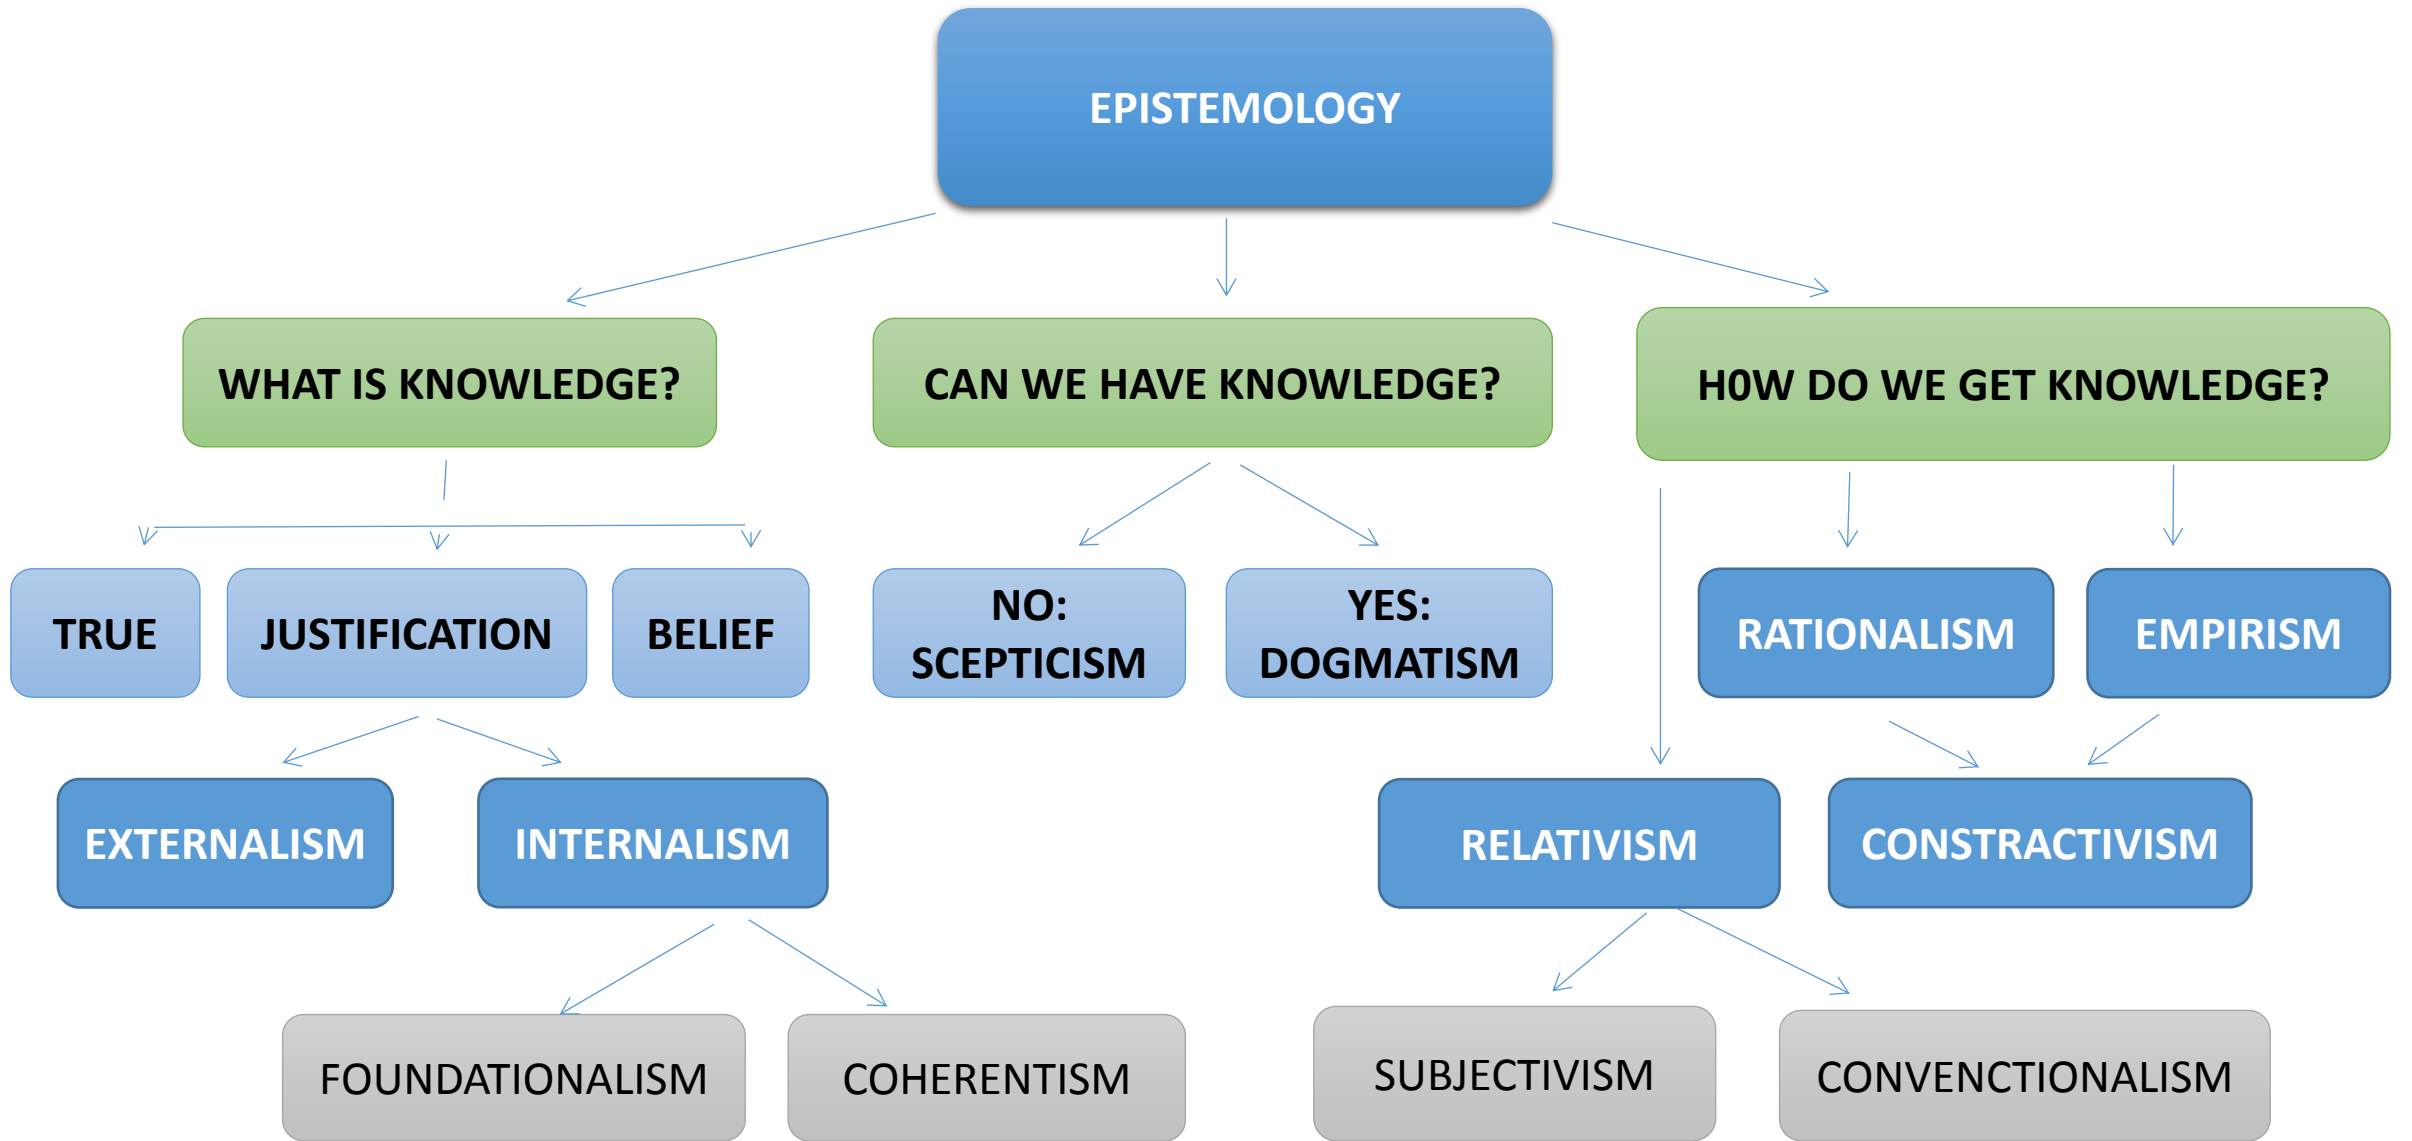 EPISTEMOLOGY
WHAT IS KNOWLEDGE?
CAN WE HAVE KNOWLEDGE?
H0W DO WE GET KNOWLEDGE?
TRUE
JUSTIFICATION
BELIEF
NO:
SCEPTICISM
YES:
DOGMATISM
RATIONALISM
EMPIRISM
EXTERNALISM
INTERNALISM
RELATIVISM
CONSTRACTIVISM
FOUNDATIONALISM
COHERENTISM
SUBJECTIVISM
CONVENCTIONALISM